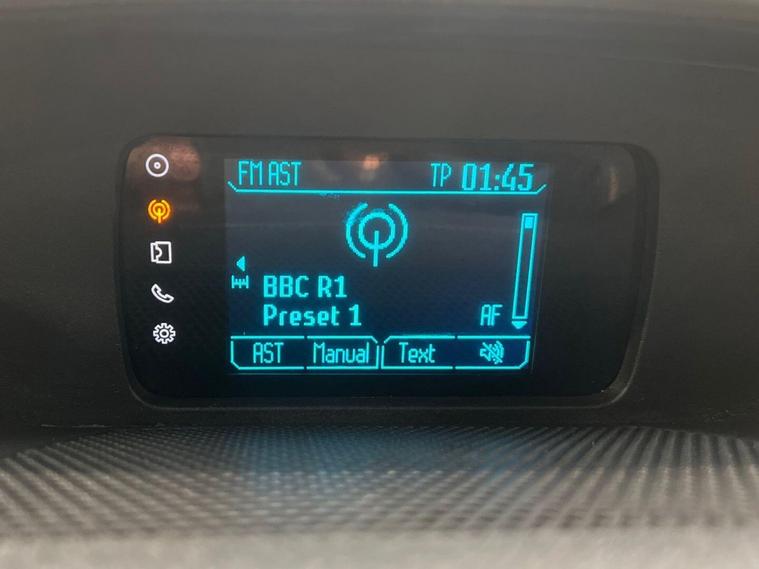 FM AST TP 01:45
BBC R1
Preset 1 AF
AST Manual Text